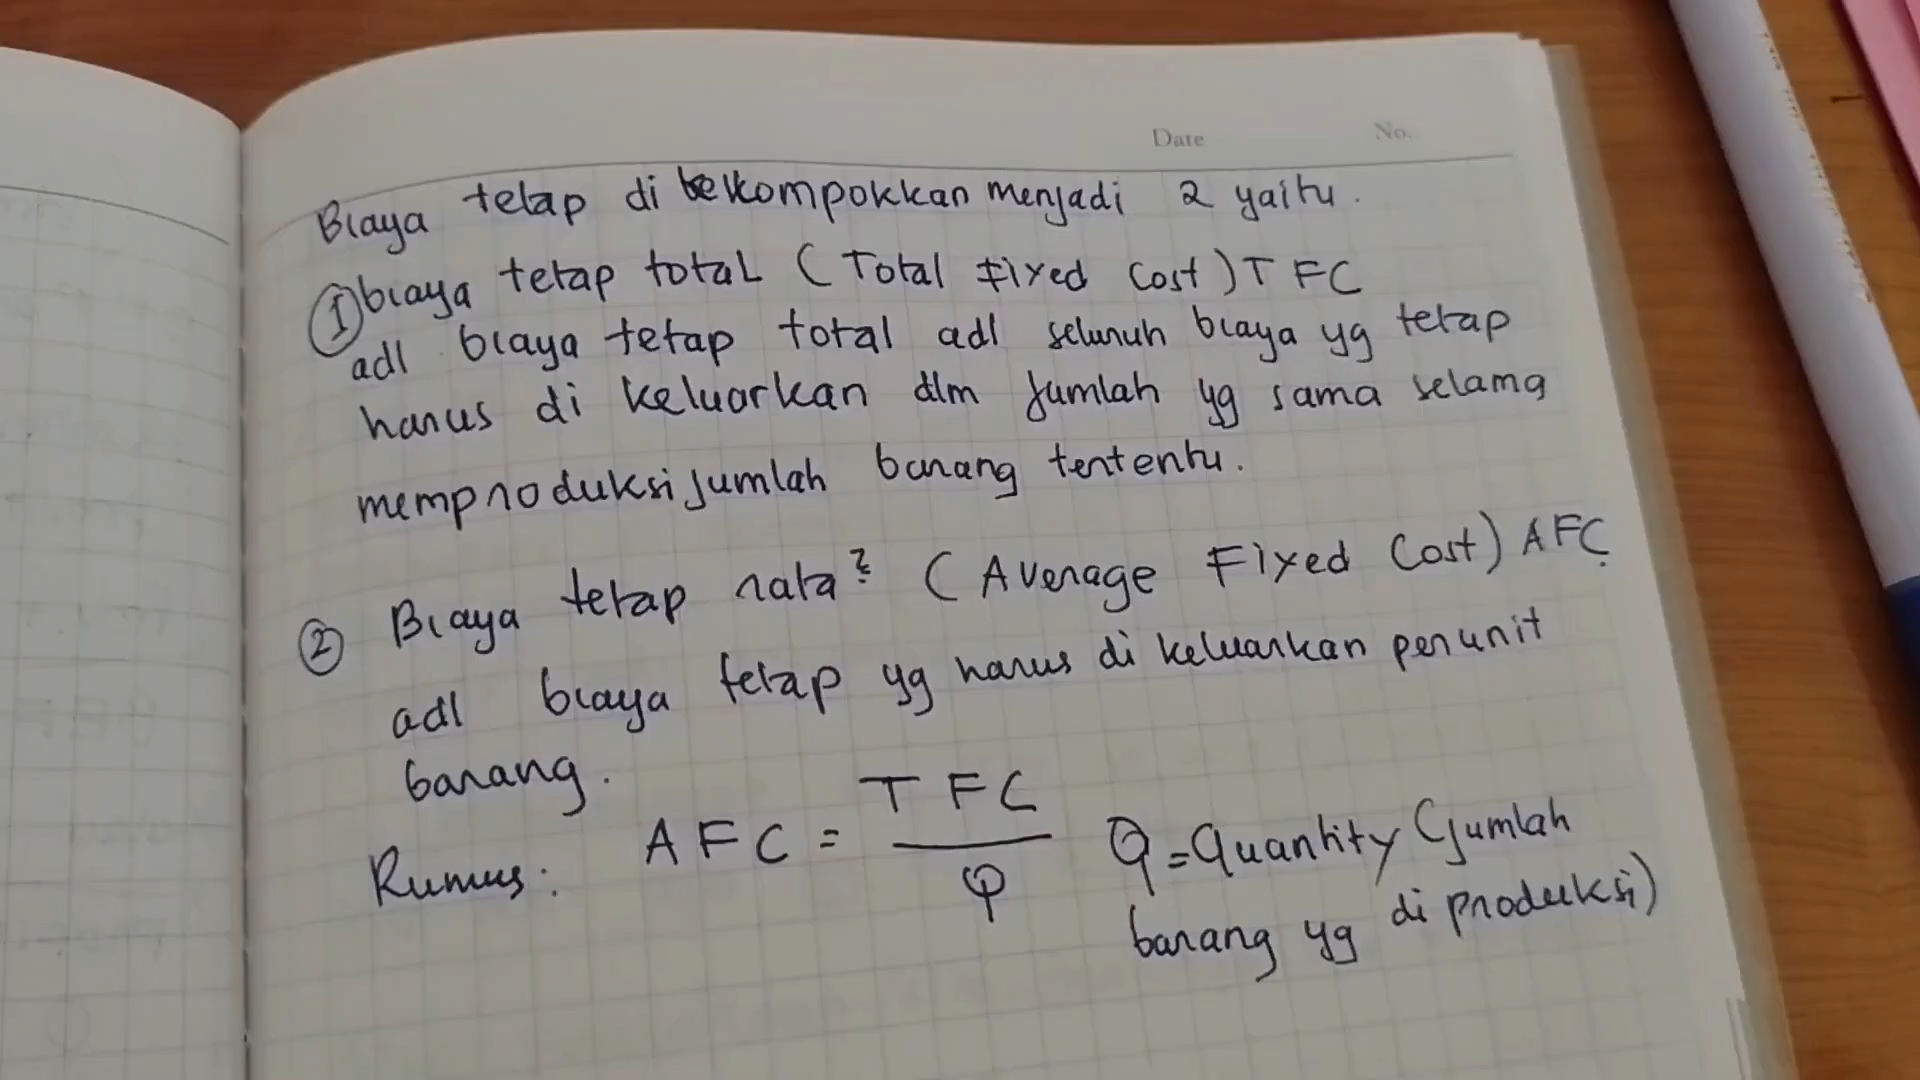 Date No.
Biaya tetap di kelompokkan menjadi 2 yaitu.
① biaya tetap total (Total Fixed Cost) TFC
adl biaya tetap total adl seluruh biaya yg tetap
harus di keluarkan dlm jumlah yg sama selama
memproduksi jumlah barang tertentu.
② Biaya tetap rata² (Average Fixed Cost) AFC
adl biaya tetap yg harus di keluarkan per unit
barang.
Rumus: AFC = TFC / Q Q = Quantity (jumlah
barang yg di produksi)